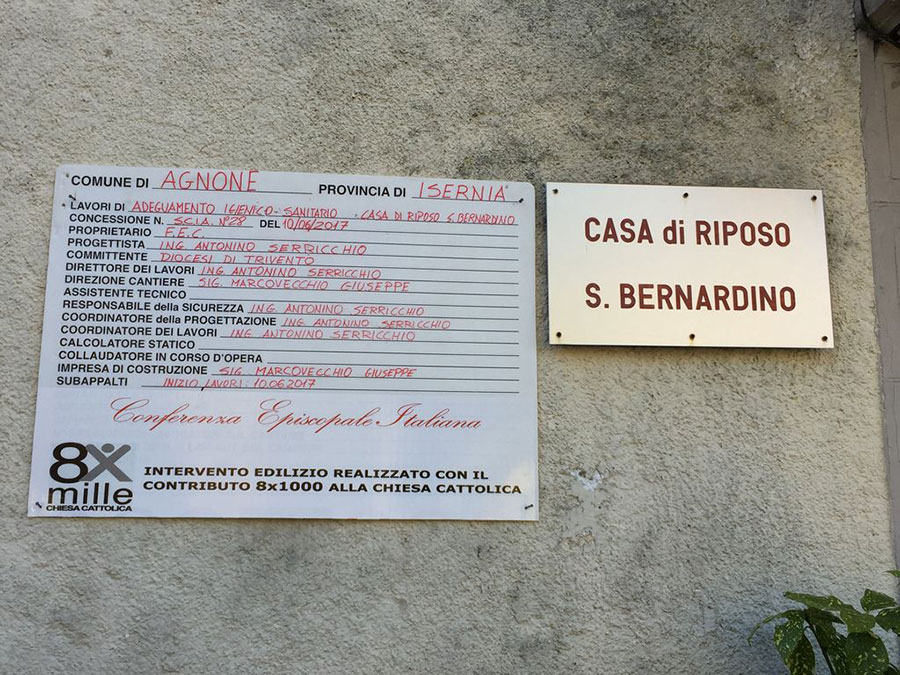 COMUNE DI AGNONE PROVINCIA DI ISERNIA
LAVORI DI ADEGUAMENTO IGIENICO-SANITARIO - CASA DI RIPOSO S. BERNARDINO
CONCESSIONE N. S.C.I.A. N°28 DEL 10/06/2017
PROPRIETARIO F.E.C.
PROGETTISTA ING. ANTONINO SERRICCHIO
COMMITTENTE DIOCESI DI TRIVENTO
DIRETTORE DEI LAVORI ING. ANTONINO SERRICCHIO
DIREZIONE CANTIERE SIG. MARCOVECCHIO GIUSEPPE
ASSISTENTE TECNICO
RESPONSABILE della SICUREZZA ING. ANTONINO SERRICCHIO
COORDINATORE della PROGETTAZIONE ING. ANTONINO SERRICCHIO
COORDINATORE DEI LAVORI ING. ANTONINO SERRICCHIO
CALCOLATORE STATICO
COLLAUDATORE IN CORSO D'OPERA
IMPRESA DI COSTRUZIONE SIG. MARCOVECCHIO GIUSEPPE
SUBAPPALTI INIZIO LAVORI: 10.06.2017
Conferenza Episcopale Italiana
8X
mille
CHIESA CATTOLICA
INTERVENTO EDILIZIO REALIZZATO CON IL
CONTRIBUTO 8x1000 ALLA CHIESA CATTOLICA
CASA di RIPOSO
S. BERNARDINO